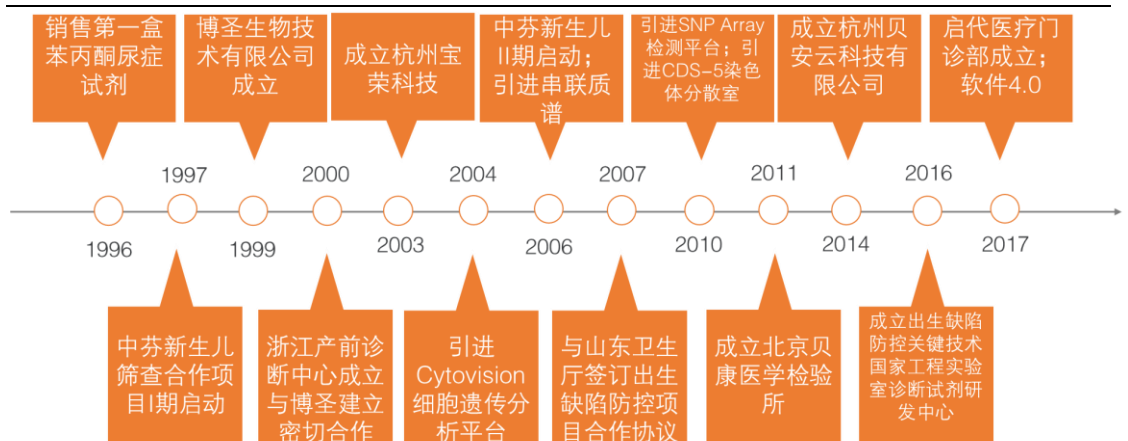 销售第一盒
苯丙酮尿症
试剂
博圣生物技
术有限公司
成立
成立杭州宝
荣科技
中芬新生儿
II期启动；
引进串联质
谱
引进SNP Array
检测平台；引
进CDS-5染色
体分散室
成立杭州贝
安云科技有
限公司
启代医疗门
诊部成立；
软件4.0
1997
2000
2004
2007
2011
2016
1996
1999
2003
2006
2010
2014
2017
中芬新生儿
筛查合作项
目I期启动
浙江产前诊
断中心成立
与博圣建立
密切合作
引进
Cytovision
细胞遗传分
析平台
与山东卫生
厅签订出生
缺陷防控项
目合作协议
成立北京贝
康医学检验
所
成立出生缺陷
防控关键技术
国家工程实验
室诊断试剂研
发中心